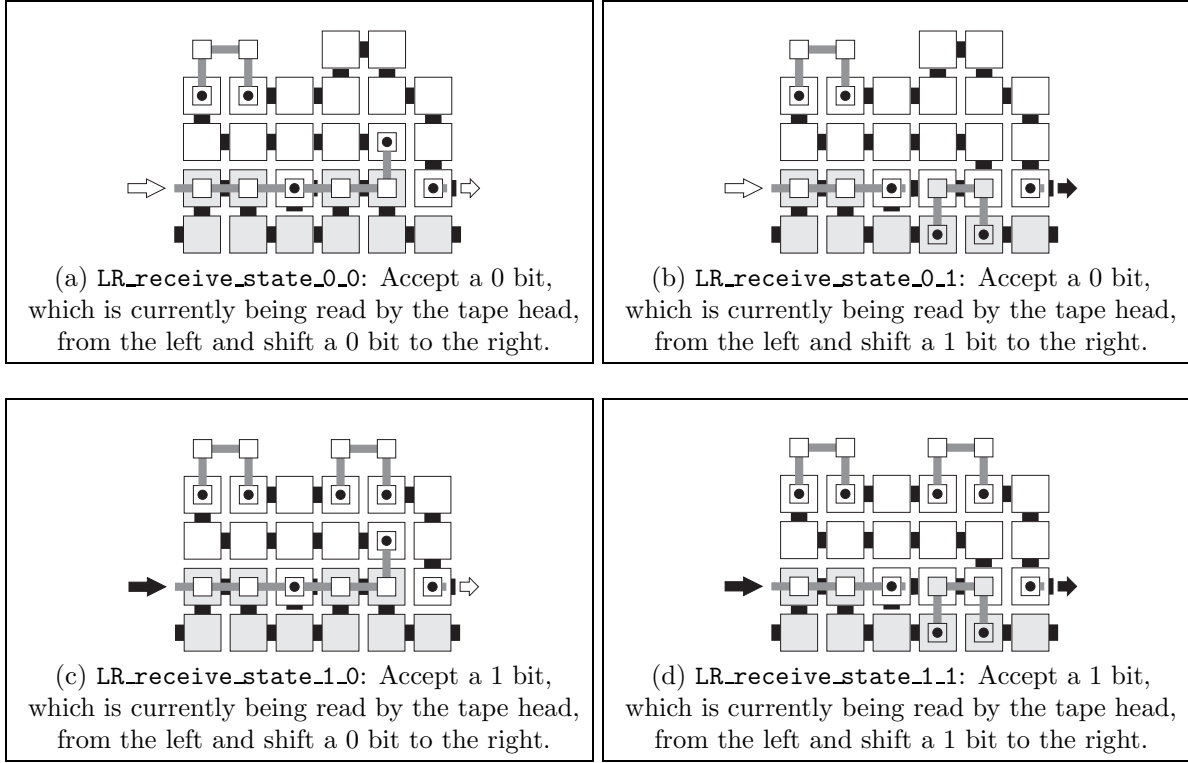 (a) LR_receive_state_0_0: Accept a 0 bit,
which is currently being read by the tape head,
from the left and shift a 0 bit to the right.
(b) LR_receive_state_0_1: Accept a 0 bit,
which is currently being read by the tape head,
from the left and shift a 1 bit to the right.
(c) LR_receive_state_1_0: Accept a 1 bit,
which is currently being read by the tape head,
from the left and shift a 0 bit to the right.
(d) LR_receive_state_1_1: Accept a 1 bit,
which is currently being read by the tape head,
from the left and shift a 1 bit to the right.